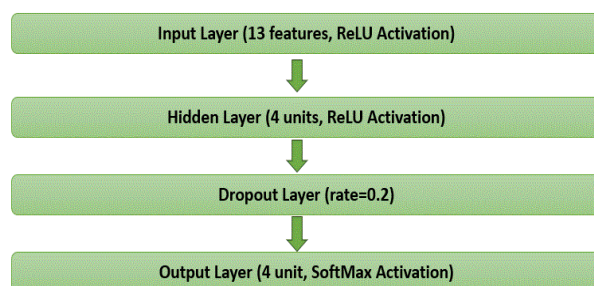 Input Layer (13 features, ReLU Activation)
Hidden Layer (4 units, ReLU Activation)
Dropout Layer (rate=0.2)
Output Layer (4 unit, SoftMax Activation)